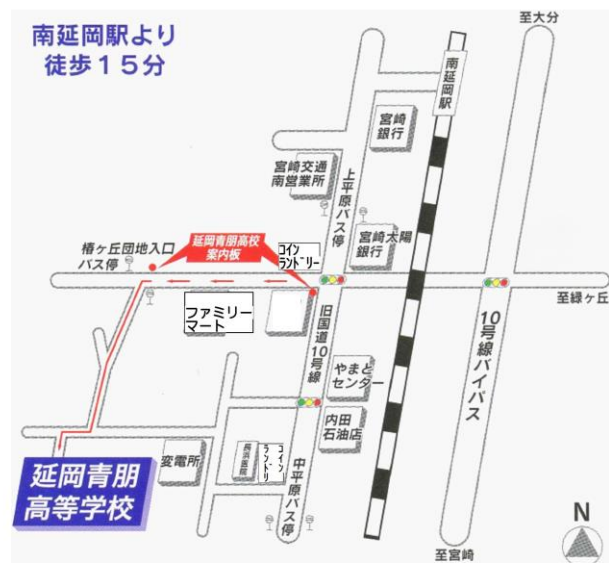 南延岡駅より
徒歩15分
至大分
南延岡駅
宮崎
銀行
宮崎交通
南営業所
上平原バス停
宮崎太陽
銀行
延岡青朋高校
案内板
コイン
ランドリー
椿ヶ丘団地入口
バス停
至緑ヶ丘
ファミリー
マート
旧国道10号線
10号線バイパス
やまと
センター
内田
石油店
変電所
長浜医院
コイン
ランドリ
中平原バス停
延岡青朋
高等学校
至宮崎
N